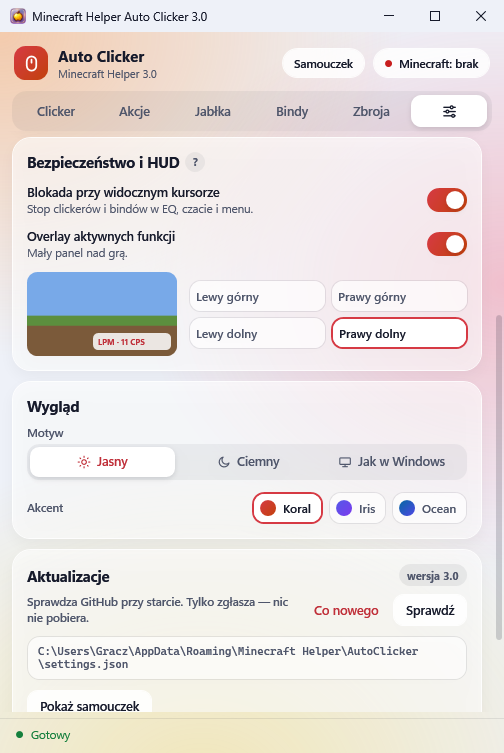 Minecraft Helper Auto Clicker 3.0
Auto Clicker
Minecraft Helper 3.0
Samouczek
Minecraft: brak
Clicker
Akcje
Jabłka
Bindy
Zbroja
Bezpieczeństwo i HUD
?
Blokada przy widocznym kursorze
Stop clickerów i bindów w EQ, czacie i menu.
Overlay aktywnych funkcji
Mały panel nad grą.
LPM · 11 CPS
Lewy górny
Prawy górny
Lewy dolny
Prawy dolny
Wygląd
Motyw
Jasny
Ciemny
Jak w Windows
Akcent
Koral
Iris
Ocean
Aktualizacje
wersja 3.0
Sprawdza GitHub przy starcie. Tylko zgłasza — nic
nie pobiera.
Co nowego
Sprawdź
C:\Users\Gracz\AppData\Roaming\Minecraft Helper\AutoClicker
\settings.json
Pokaż samouczek
Gotowy